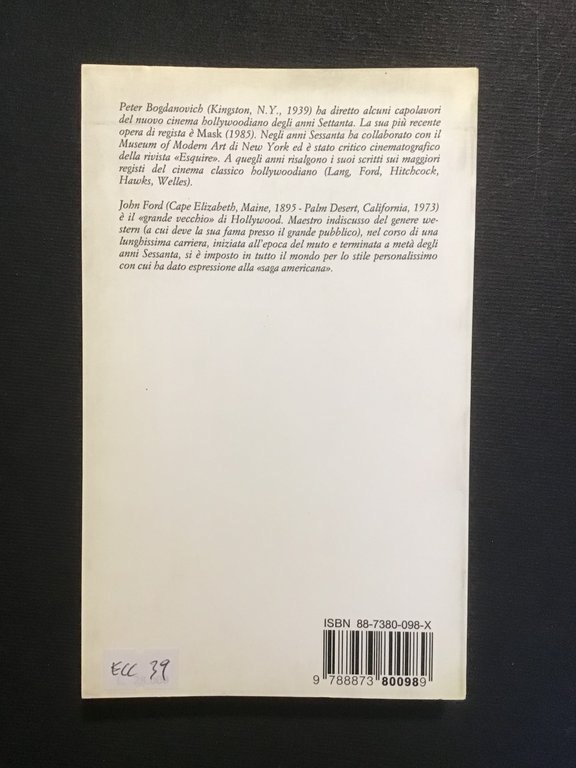 Peter Bogdanovich (Kingston, N.Y., 1939) ha diretto alcuni capolavori
del nuovo cinema hollywoodiano degli anni Settanta. La sua più recente
opera di regista è Mask (1985). Negli anni Sessanta ha collaborato con il
Museum of Modern Art di New York ed è stato critico cinematografico
della rivista «Esquire». A quegli anni risalgono i suoi scritti sui maggiori
registi del cinema classico hollywoodiano (Lang, Ford, Hitchcock,
Hawks, Welles).
John Ford (Cape Elizabeth, Maine, 1895 - Palm Desert, California, 1973)
è il «grande vecchio» di Hollywood. Maestro indiscusso del genere we-
stern (a cui deve la sua fama presso il grande pubblico), nel corso di una
lunghissima carriera, iniziata all'epoca del muto e terminata a metà degli
anni Sessanta, si è imposto in tutto il mondo per lo stile personalissimo
con cui ha dato espressione alla «saga americana».
ISBN 88-7380-098-X
9 788873 800989
ECC 39